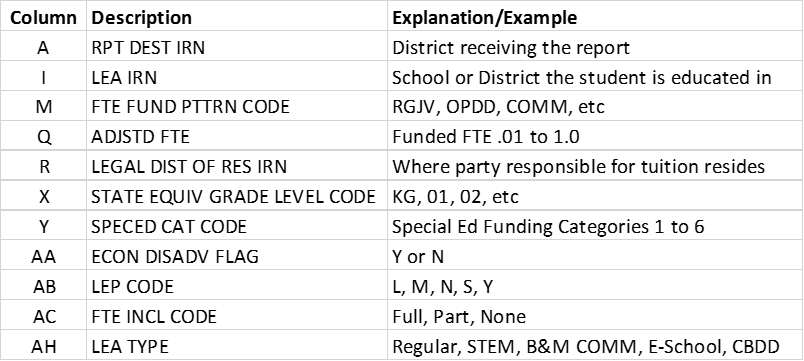 Column Description Explanation/Example
A RPT DEST IRN District receiving the report
I LEA IRN School or District the student is educated in
M FTE FUND PTTRN CODE RGJV, OPDD, COMM, etc
Q ADJSTD FTE Funded FTE .01 to 1.0
R LEGAL DIST OF RES IRN Where party responsible for tuition resides
X STATE EQUIV GRADE LEVEL CODE KG, 01, 02, etc
Y SPECED CAT CODE Special Ed Funding Categories 1 to 6
AA ECON DISADV FLAG Y or N
AB LEP CODE L, M, N, S, Y
AC FTE INCL CODE Full, Part, None
AH LEA TYPE Regular, STEM, B&M COMM, E-School, CBDD